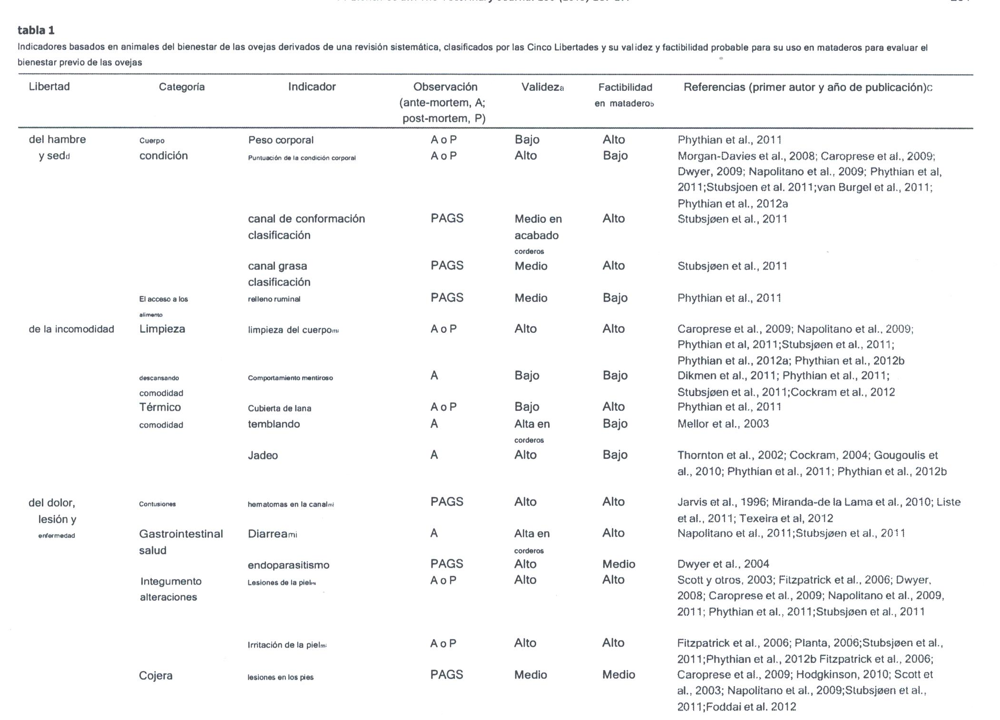 tabla 1
Indicadores basados en animales del bienestar de las ovejas derivados de una revisión sistemática, clasificados por las Cinco Libertades y su validez y factibilidad probable para su uso en mataderos para evaluar el
bienestar previo de las ovejas
Libertad Categoría Indicador Observación Valideza Factibilidad Referencias (primer autor y año de publicación)c
(ante-mortem, A; en mataderob
post-mortem, P)
del hambre Cuerpo Peso corporal A o P Bajo Alto Phythian et al., 2011
y sedd condición Puntuación de la condición corporal A o P Alto Bajo Morgan-Davies et al., 2008; Caroprese et al., 2009;
Dwyer, 2009; Napolitano et al., 2009; Phythian et al,
2011;Stubsjoen et al. 2011;van Burgel et al., 2011;
Phythian et al., 2012a
canal de conformación PAGS Medio en Alto Stubsjøen et al., 2011
clasificación acabado
corderos
canal grasa PAGS Medio Alto Stubsjøen et al., 2011
clasificación
El acceso a los relleno ruminal PAGS Medio Bajo Phythian et al., 2011
alimento
de la incomodidad Limpieza limpieza del cuerpomi A o P Alto Alto Caroprese et al., 2009; Napolitano et al., 2009;
Phythian et al, 2011;Stubsjøen et al., 2011;
Phythian et al., 2012a; Phythian et al., 2012b
descansando Comportamiento mentiroso A Bajo Bajo Dikmen et al., 2011; Phythian et al., 2011;
comodidad Stubsjøen et al., 2011;Cockram et al., 2012
Térmico Cubierta de lana A o P Bajo Alto Phythian et al., 2011
comodidad temblando A Alta en Bajo Mellor et al., 2003
corderos
Jadeo A Alto Bajo Thornton et al., 2002; Cockram, 2004; Gougoulis et
al., 2010; Phythian et al., 2011; Phythian et al., 2012b
del dolor, Contusiones hematomas en la canalmi PAGS Alto Alto Jarvis et al., 1996; Miranda-de la Lama et al., 2010; Liste
lesión y et al., 2011; Texeira et al, 2012
enfermedad Gastrointestinal Diarreami A Alta en Alto Napolitano et al., 2011;Stubsjøen et al., 2011
salud corderos
endoparasitismo PAGS Alto Medio Dwyer et al., 2004
Integumento Lesiones de la pielmi A o P Alto Alto Scott y otros, 2003; Fitzpatrick et al., 2006; Dwyer,
alteraciones 2008; Caroprese et al., 2009; Napolitano et al., 2009,
2011; Phythian et al., 2011;Stubsjøen et al., 2011
Irritación de la pielmi A o P Alto Alto Fitzpatrick et al., 2006; Planta, 2006;Stubsjøen et al.,
2011;Phythian et al., 2012b Fitzpatrick et al., 2006;
Cojera lesiones en los pies PAGS Medio Medio Caroprese et al., 2009; Hodgkinson, 2010; Scott et
al., 2003; Napolitano et al., 2009;Stubsjøen et al.,
2011;Foddai et al. 2012